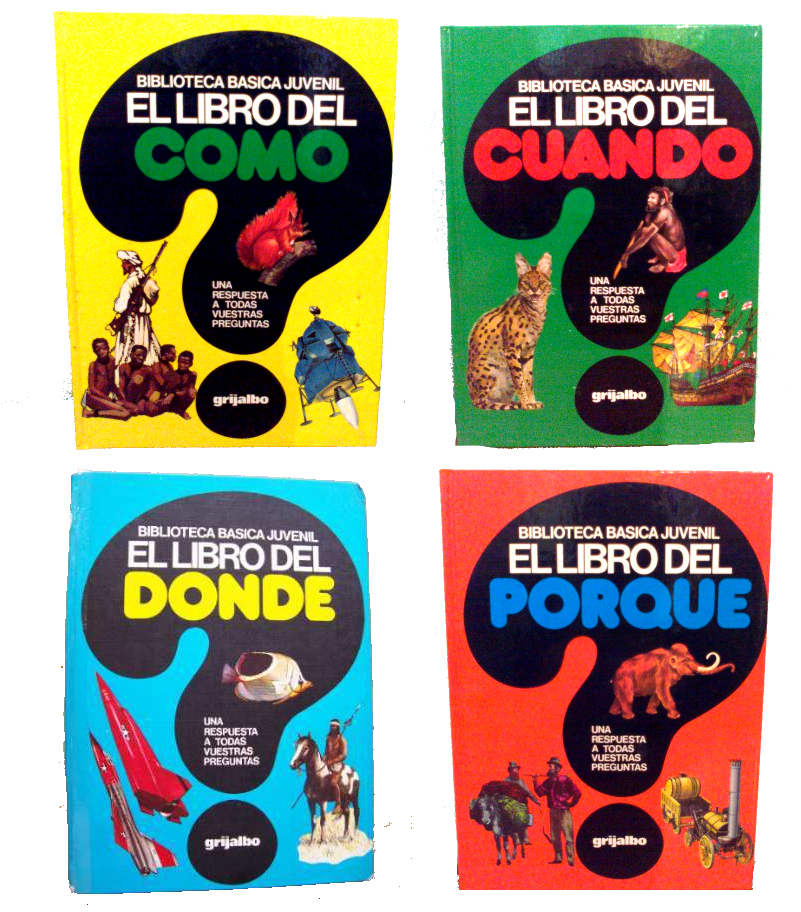 BIBLIOTECA BASICA JUVENIL
EL LIBRO DEL
COMO
UNA
RESPUESTA
A TODAS
VUESTRAS
PREGUNTAS
grijalbo
BIBLIOTECA BASICA JUVENIL
EL LIBRO DEL
CUANDO
UNA
RESPUESTA
A TODAS
VUESTRAS
PREGUNTAS
grijalbo
BIBLIOTECA BASICA JUVENIL
EL LIBRO DEL
DONDE
UNA
RESPUESTA
A TODAS
VUESTRAS
PREGUNTAS
grijalbo
BIBLIOTECA BASICA JUVENIL
EL LIBRO DEL
PORQUE
UNA
RESPUESTA
A TODAS
VUESTRAS
PREGUNTAS
grijalbo